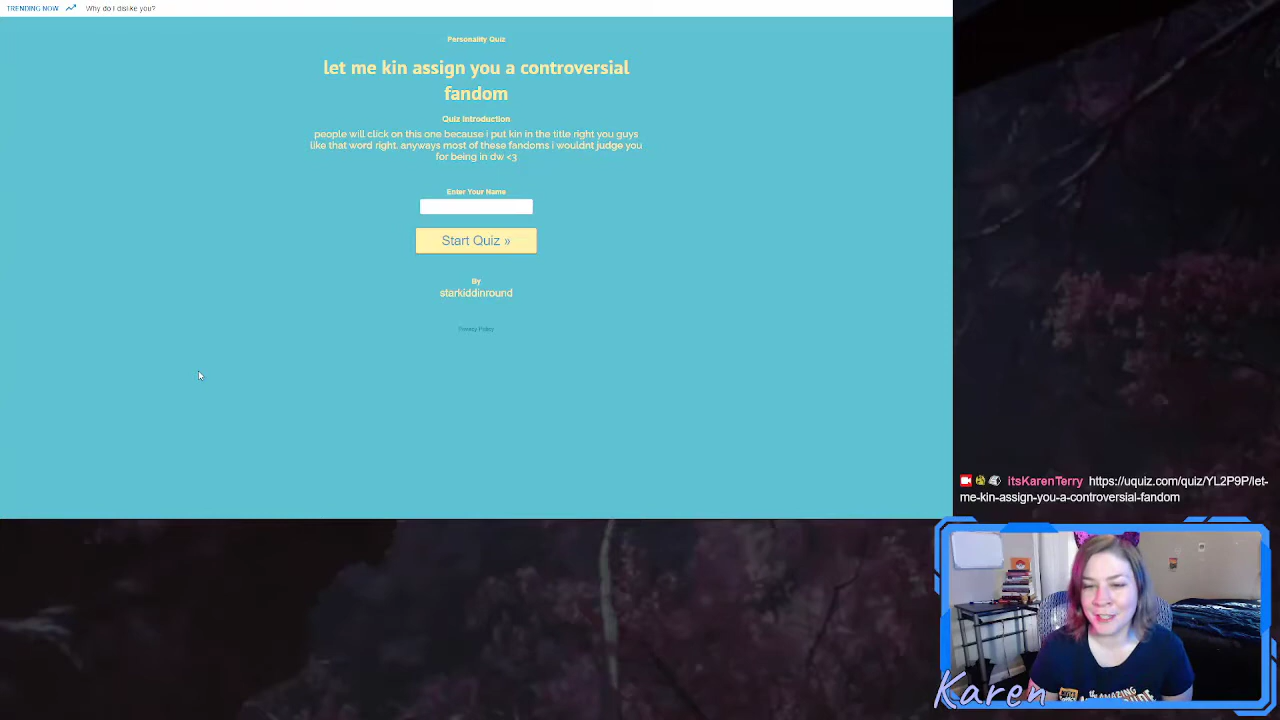 TRENDING NOW Why do I dislike you?
Personality Quiz
let me kin assign you a controversial
fandom
Quiz Introduction
people will click on this one because i put kin in the title right you guys
like that word right. anyways most of these fandoms i wouldnt judge you
for being in dw <3
Enter Your Name
Start Quiz »
By
starkiddinround
Privacy Policy
itsKarenTerry https://uquiz.com/quiz/YL2P9P/let-
me-kin-assign-you-a-controversial-fandom
AMAZING
Karen